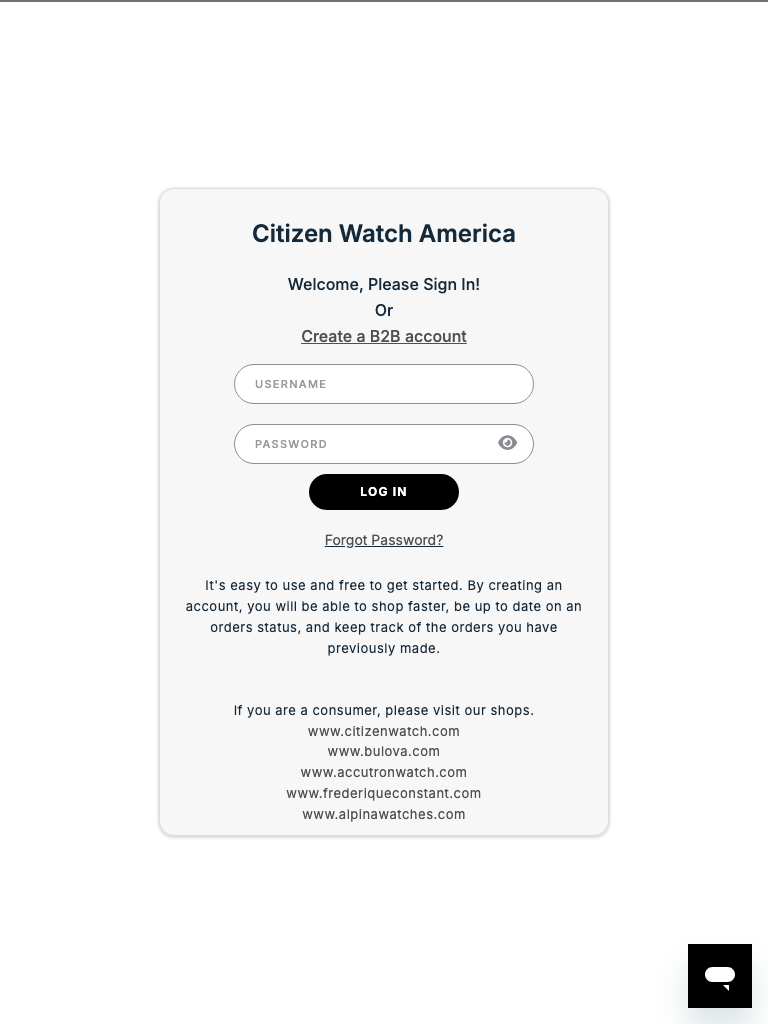 Citizen Watch America
Welcome, Please Sign In!
Or
Create a B2B account
USERNAME
PASSWORD
LOG IN
Forgot Password?
It's easy to use and free to get started. By creating an
account, you will be able to shop faster, be up to date on an
orders status, and keep track of the orders you have
previously made.
If you are a consumer, please visit our shops.
www.citizenwatch.com
www.bulova.com
www.accutronwatch.com
www.frederiqueconstant.com
www.alpinawatches.com